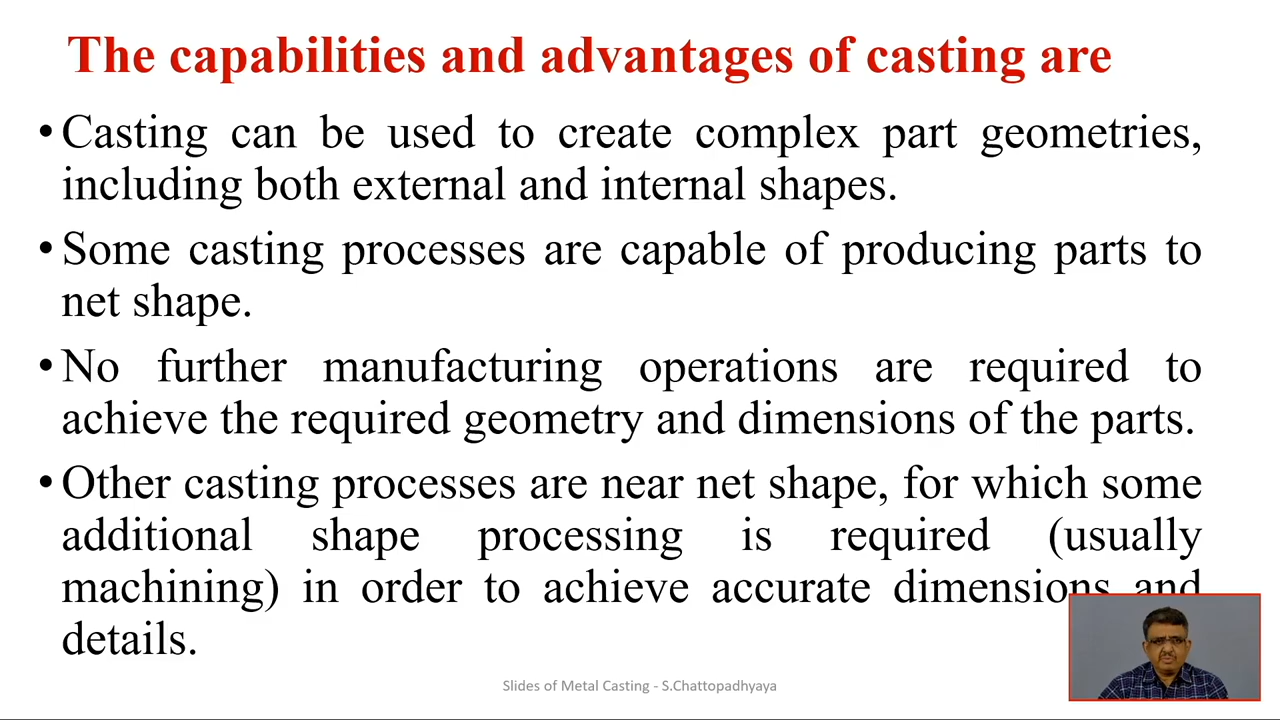 The capabilities and advantages of casting are
• Casting can be used to create complex part geometries,
including both external and internal shapes.
• Some casting processes are capable of producing parts to
net shape.
• No further manufacturing operations are required to
achieve the required geometry and dimensions of the parts.
• Other casting processes are near net shape, for which some
additional shape processing is required (usually
machining) in order to achieve accurate dimensions and
details.
Slides of Metal Casting - S.Chattopadhyaya